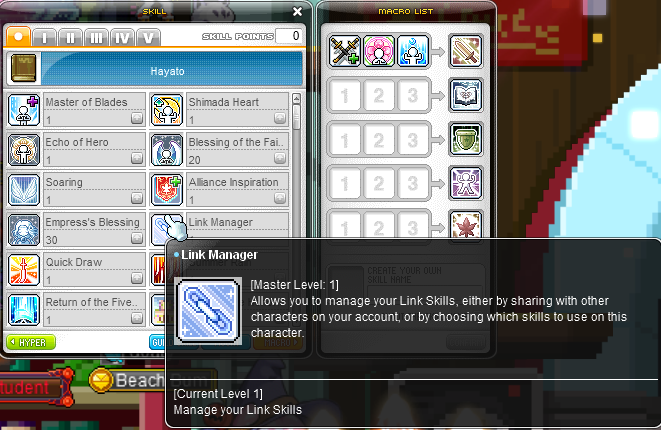 SKILL
I II III IV V
SKILL POINTS 0
Hayato
Master of Blades
1
Shimada Heart
1
Echo of Hero
1
Blessing of the Fai..
20
Soaring
1
Alliance Inspiration
1
Empress's Blessing
30
Link Manager
1
Quick Draw
1
Return of the Five..
1
HYPER
GU
MACRO LIST
1 2 3
1 2 3
1 2 3
1 2 3
CREATE YOUR OWN
SKILL MACRO
Link Manager
[Master Level: 1]
Allows you to manage your Link Skills, either by sharing with other
characters on your account, or by choosing which skills to use on this
character.
[Current Level 1]
Manage your Link Skills
Student
Beach Bum